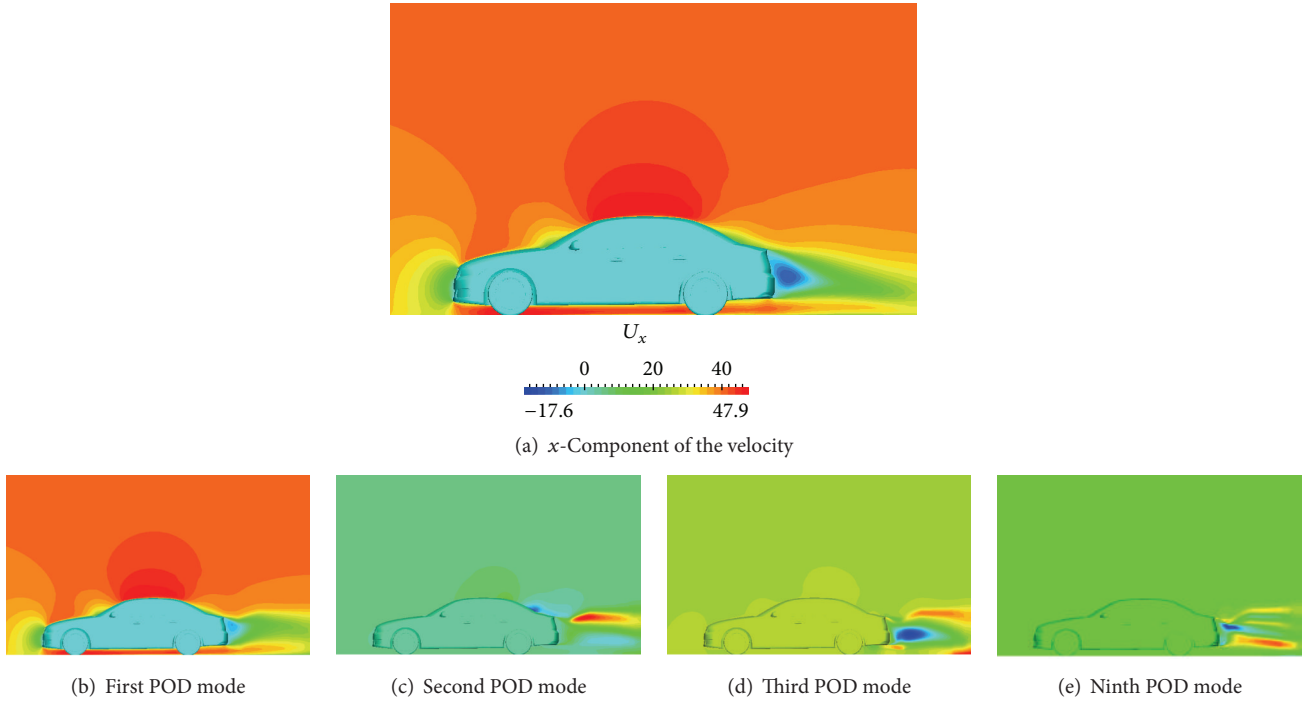 Uₓ
0 20 40
−17.6 47.9
(a) x-Component of the velocity
(b) First POD mode
(c) Second POD mode
(d) Third POD mode
(e) Ninth POD mode